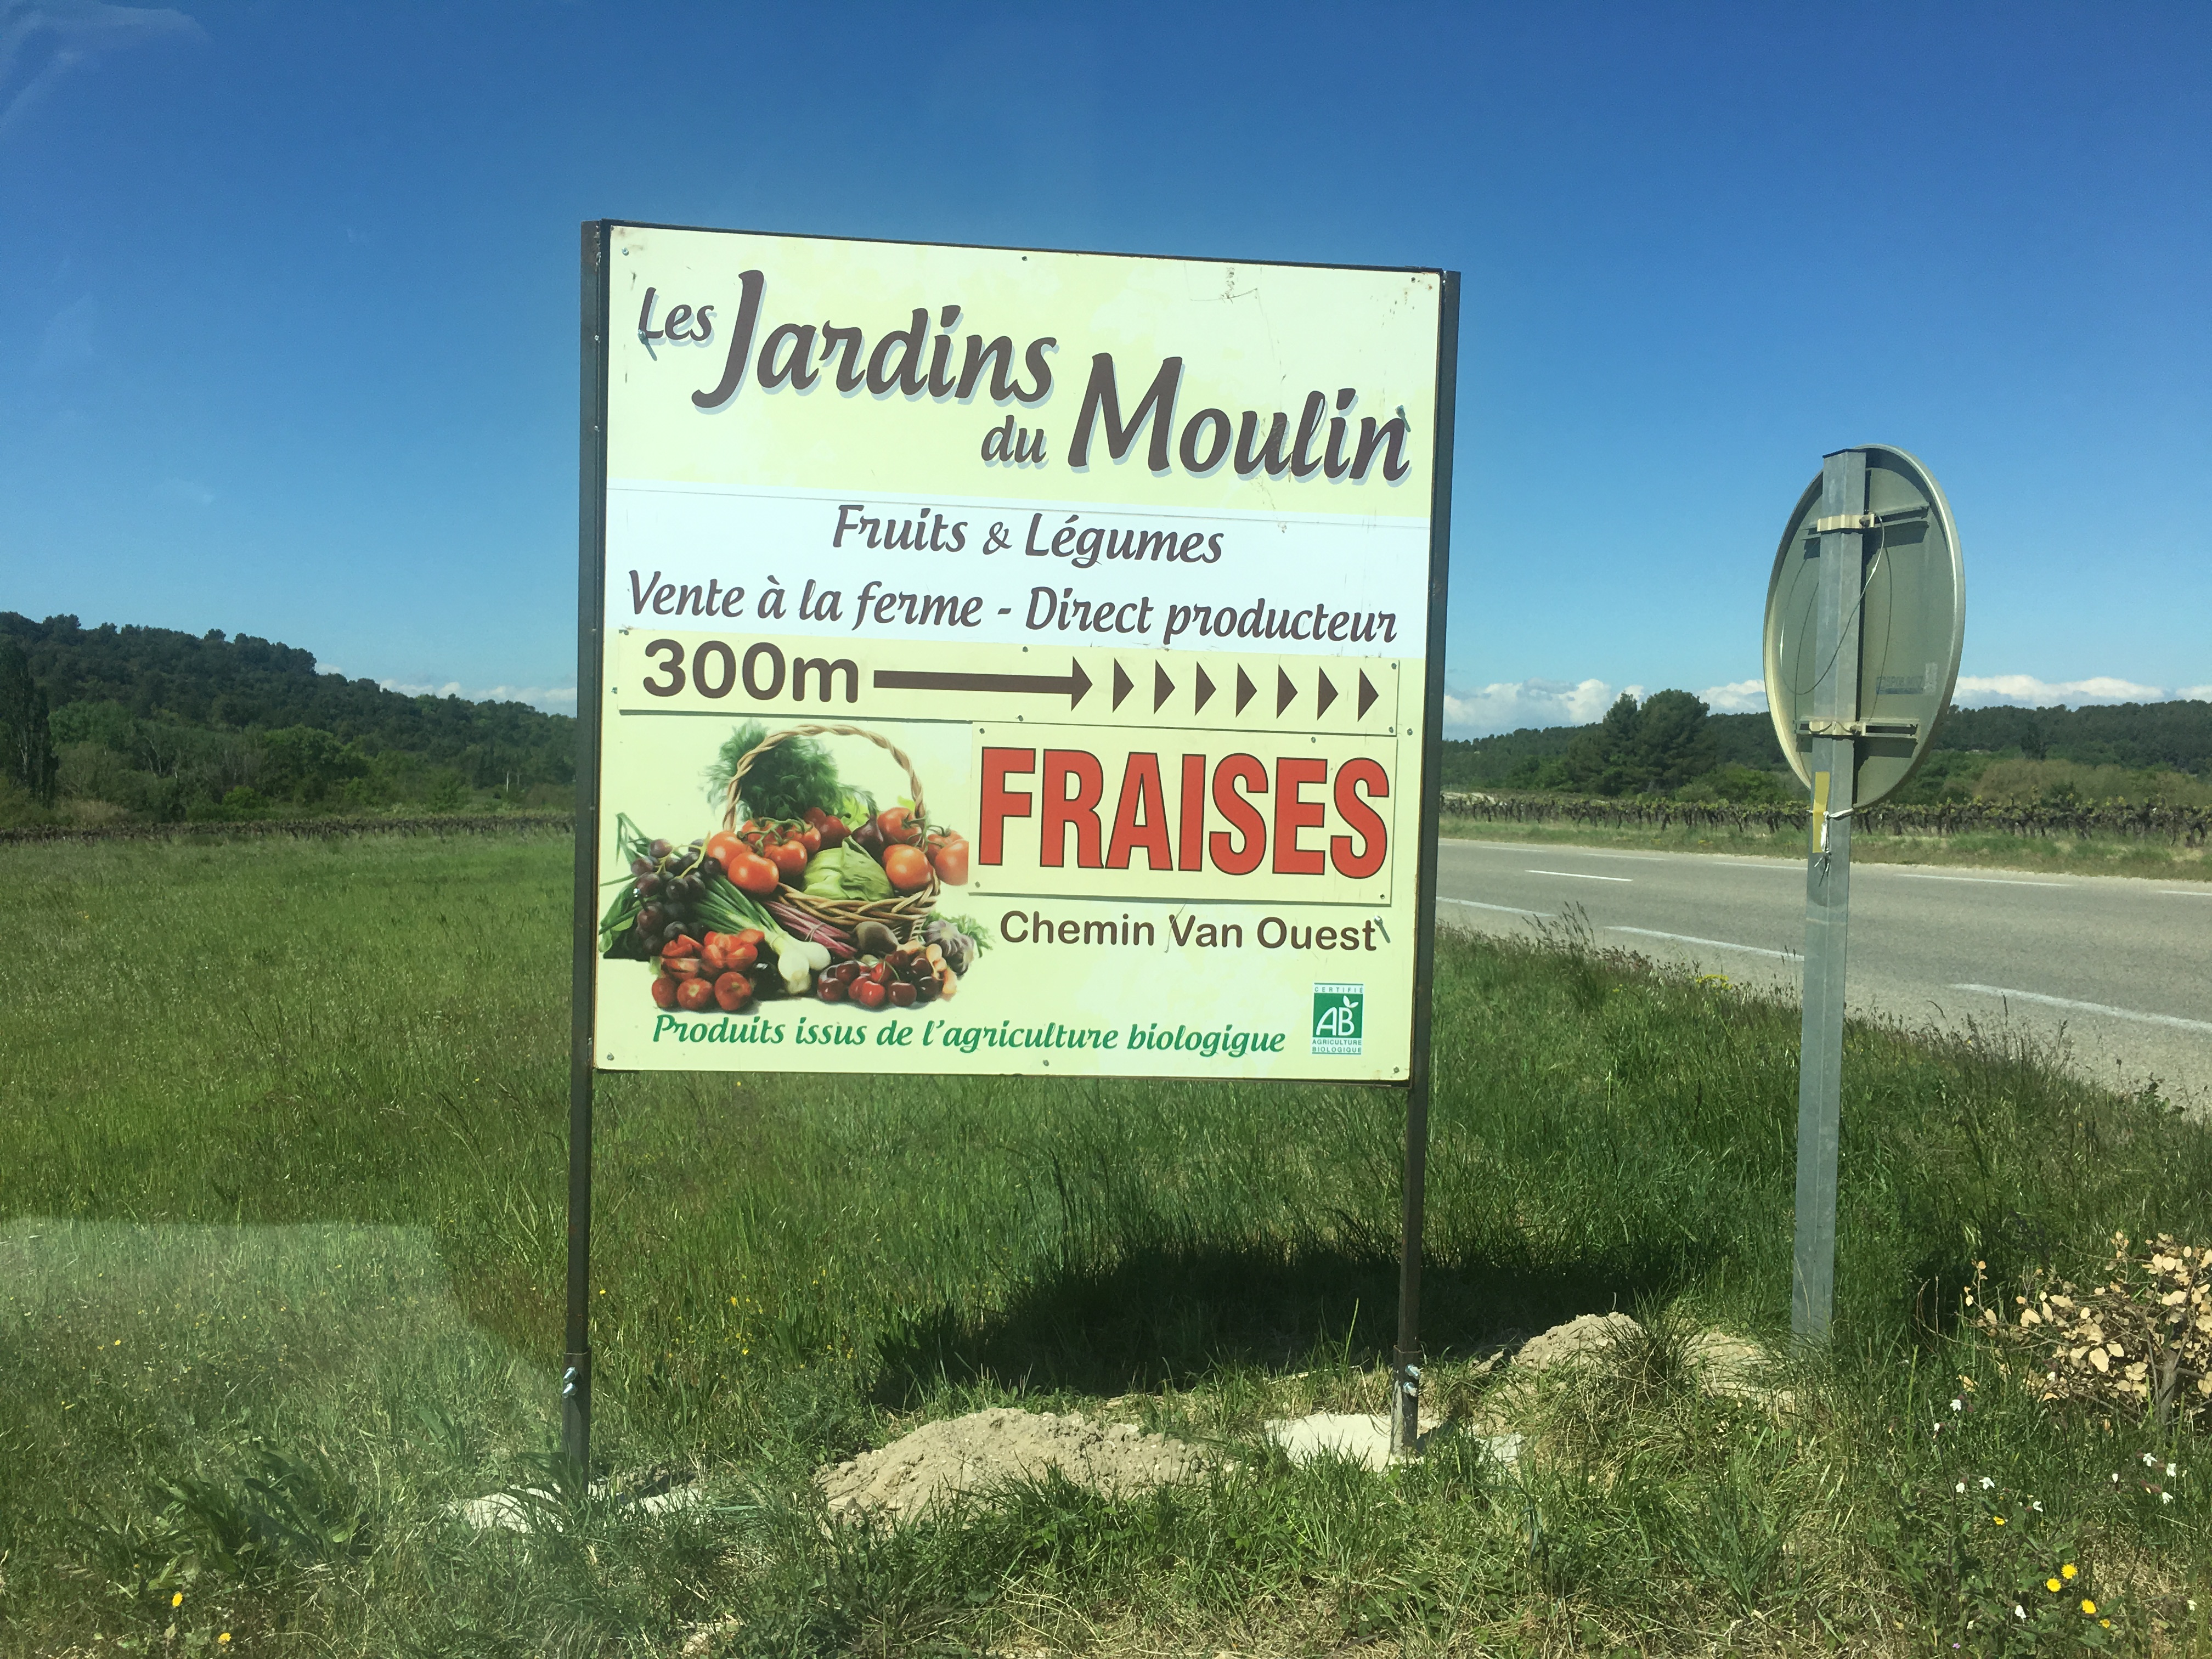 Les Jardins
du Moulin
Fruits & Légumes
Vente à la ferme - Direct producteur
300m
FRAISES
Chemin Van Ouest
Produits issus de l'agriculture biologique
CERTIFIÉ
AB
AGRICULTURE
BIOLOGIQUE